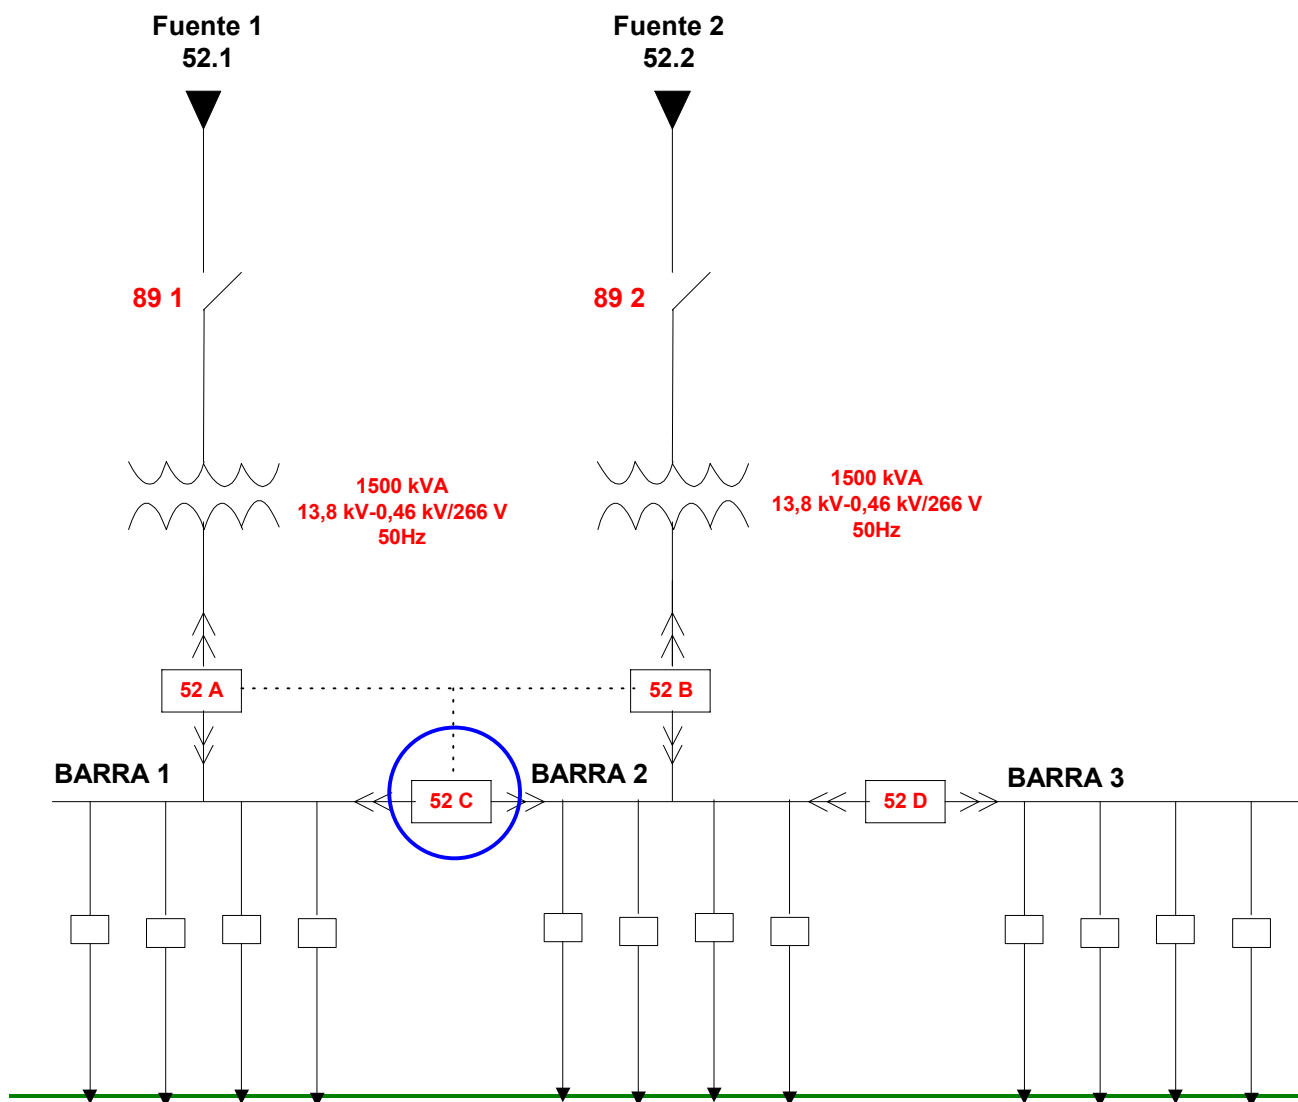 Fuente 1
52.1
Fuente 2
52.2
89 1
89 2
1500 kVA
13,8 kV-0,46 kV/266 V
50Hz
1500 kVA
13,8 kV-0,46 kV/266 V
50Hz
52 A
52 B
BARRA 1
52 C
BARRA 2
52 D
BARRA 3